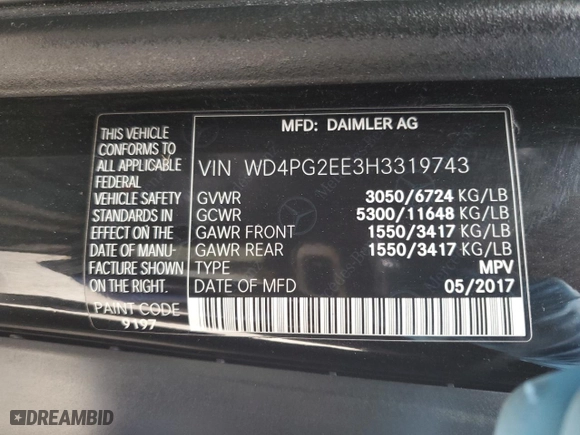 MFD: DAIMLER AG
THIS VEHICLE
CONFORMS TO
ALL APPLICABLE
FEDERAL
VEHICLE SAFETY
STANDARDS IN
EFFECT ON THE
DATE OF MANU-
FACTURE SHOWN
ON THE RIGHT.
PAINT CODE
9197
VIN WD4PG2EE3H3319743
GVWR 3050/6724 KG/LB
GCWR 5300/11648 KG/LB
GAWR FRONT 1550/3417 KG/LB
GAWR REAR 1550/3417 KG/LB
TYPE MPV
DATE OF MFD 05/2017
DREAMBID